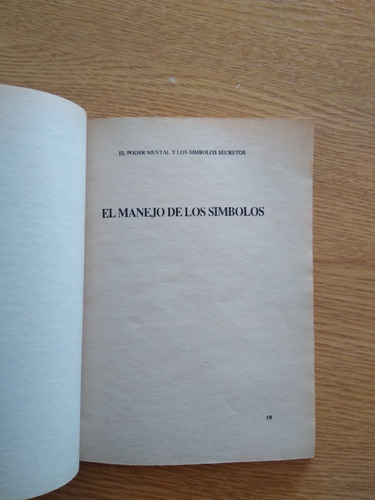 EL PODER MENTAL Y LOS SIMBOLOS SECRETOS
EL MANEJO DE LOS SIMBOLOS
19